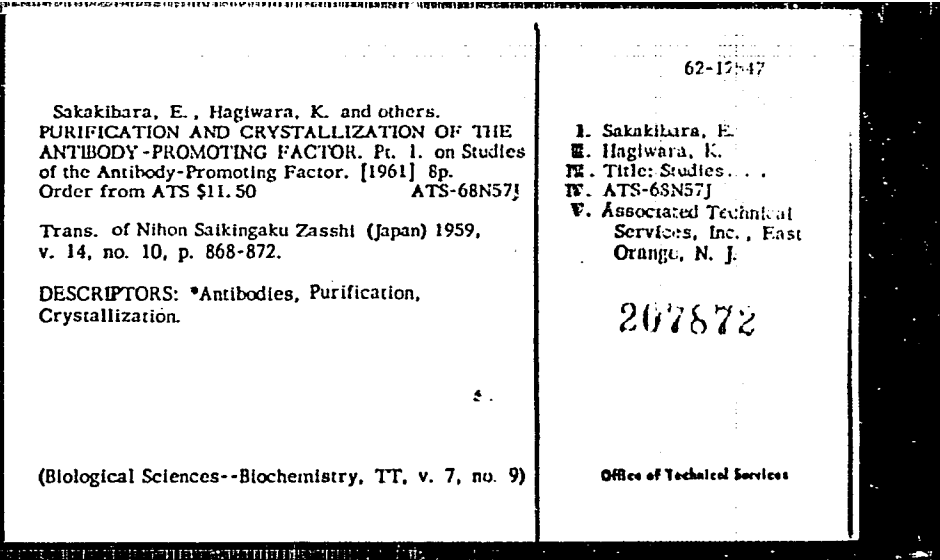 Sakakibara, E., Hagiwara, K. and others.
PURIFICATION AND CRYSTALLIZATION OF THE
ANTIBODY-PROMOTING FACTOR. Pt. 1. on Studies
of the Antibody-Promoting Factor. [1961] 8p.
Order from ATS $11.50 ATS-68N57J
Trans. of Nihon Saikingaku Zasshi (Japan) 1959,
v. 14, no. 10, p. 868-872.
DESCRIPTORS: *Antibodies, Purification,
Crystallization.
(Biological Sciences--Biochemistry, TT, v. 7, no. 9)
I. Sakakibara, E.
II. Hagiwara, K.
III. Title: Studies. . .
IV. ATS-68N57J
V. Associated Technical
Services, Inc., East
Orange, N. J.
207872
Office of Technical Services